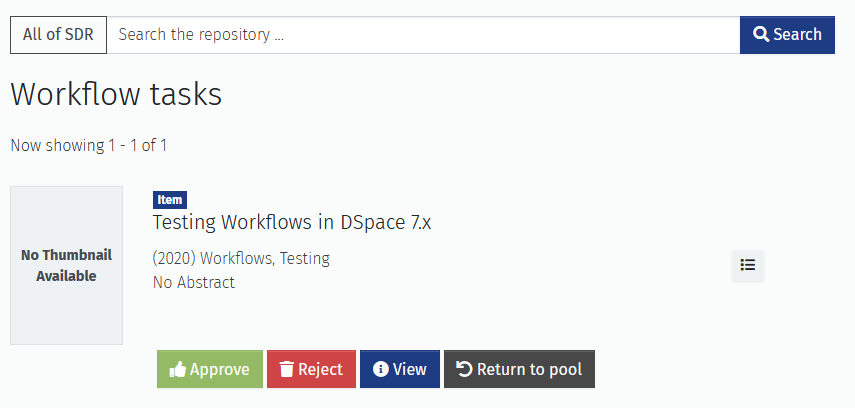 All of SDR Search the repository ... Search
Workflow tasks
Now showing 1 - 1 of 1
Item
Testing Workflows in DSpace 7.x
No Thumbnail
Available
(2020) Workflows, Testing
No Abstract
Approve Reject View Return to pool